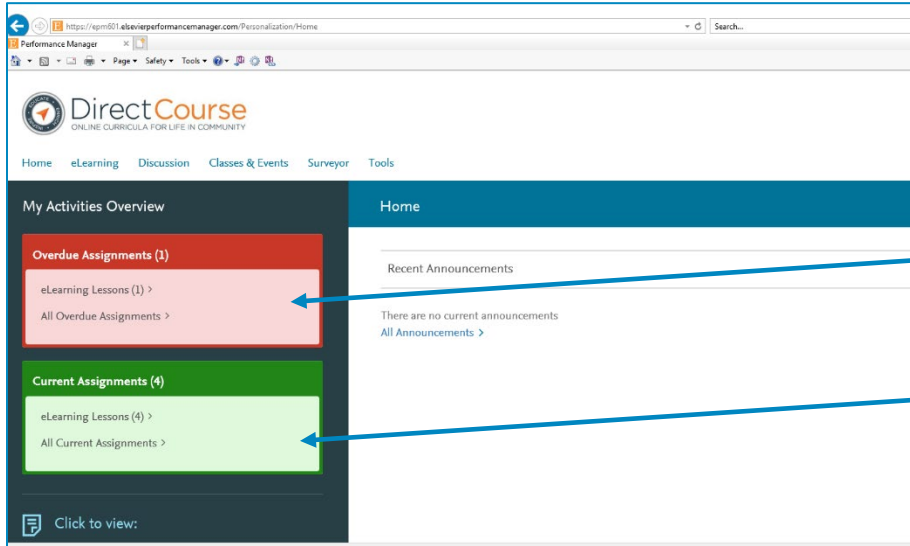 https://epm601.elsevierperformancemanager.com/Personalization/Home
Search...
Performance Manager
Page Safety Tools
DirectCourse
ONLINE CURRICULA FOR LIFE IN COMMUNITY
Home eLearning Discussion Classes & Events Surveyor Tools
My Activities Overview
Home
Overdue Assignments (1)
eLearning Lessons (1) >
All Overdue Assignments >
Recent Announcements
There are no current announcements
All Announcements >
Current Assignments (4)
eLearning Lessons (4) >
All Current Assignments >
Click to view: